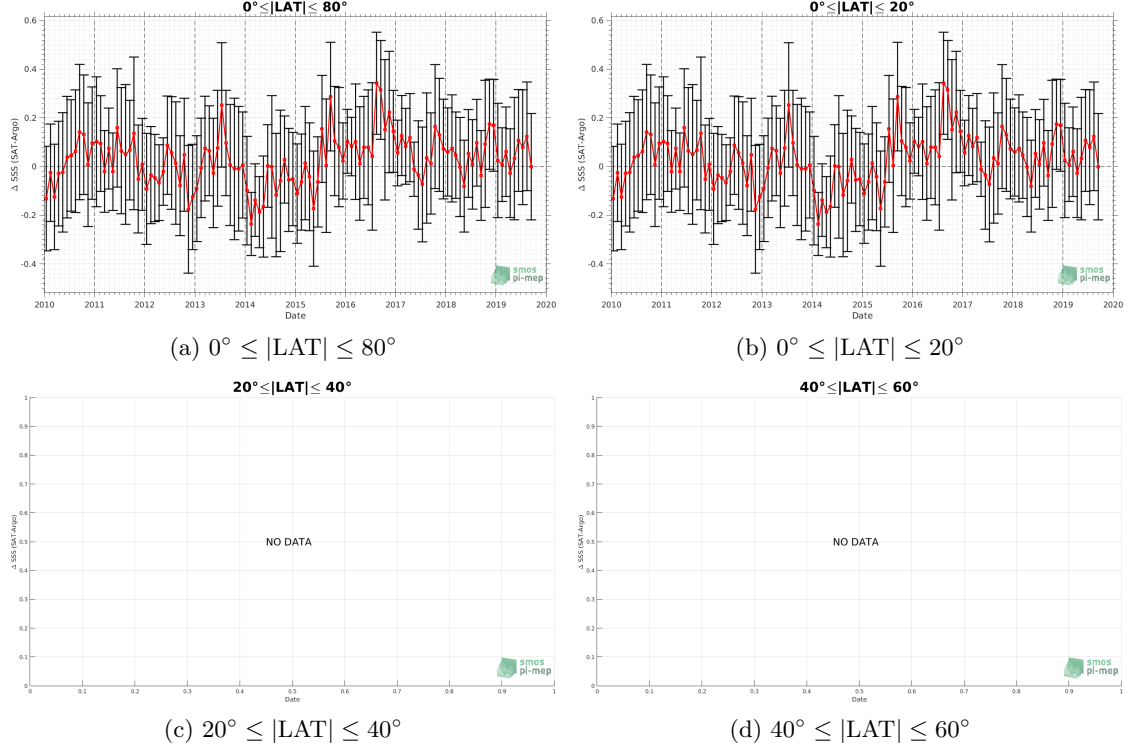 0°≤|LAT|≤ 80°
0.6
0.4
0.2
0
-0.2
-0.4
Δ SSS (SAT-Argo)
2010 2011 2012 2013 2014 2015 2016 2017 2018 2019 2020
Date
smos
pi-mep
(a) 0° ≤ |LAT| ≤ 80°
0°≤|LAT|≤ 20°
0.6
0.4
0.2
0
-0.2
-0.4
Δ SSS (SAT-Argo)
2010 2011 2012 2013 2014 2015 2016 2017 2018 2019 2020
Date
smos
pi-mep
(b) 0° ≤ |LAT| ≤ 20°
20°≤|LAT|≤ 40°
1
0.9
0.8
0.7
0.6
0.5
0.4
0.3
0.2
0.1
0
Δ SSS (SAT-Argo)
NO DATA
0 0.1 0.2 0.3 0.4 0.5 0.6 0.7 0.8 0.9 1
Date
smos
pi-mep
(c) 20° ≤ |LAT| ≤ 40°
40°≤|LAT|≤ 60°
1
0.9
0.8
0.7
0.6
0.5
0.4
0.3
0.2
0.1
0
Δ SSS (SAT-Argo)
NO DATA
0 0.1 0.2 0.3 0.4 0.5 0.6 0.7 0.8 0.9 1
Date
smos
pi-mep
(d) 40° ≤ |LAT| ≤ 60°